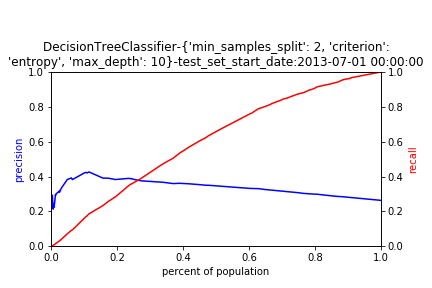 DecisionTreeClassifier-{'min_samples_split': 2, 'criterion':
'entropy', 'max_depth': 10}-test_set_start_date:2013-07-01 00:00:00
1.0
1.0
0.8
0.8
0.6
0.6
precision
recall
0.4
0.4
0.2
0.2
0.0
0.0
0.0 0.2 0.4 0.6 0.8 1.0
percent of population